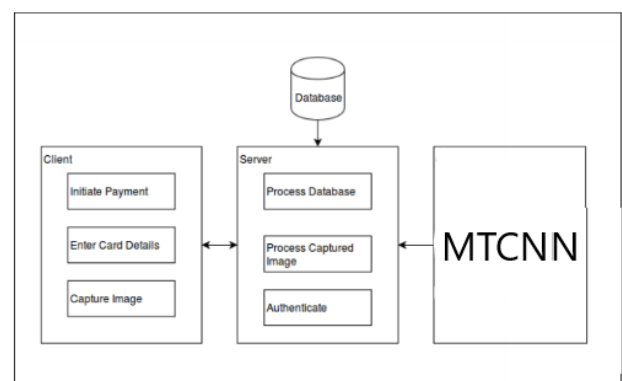 Database
Client
Initiate Payment
Enter Card Details
Capture Image
Server
Process Database
Process Captured
Image
Authenticate
MTCNN